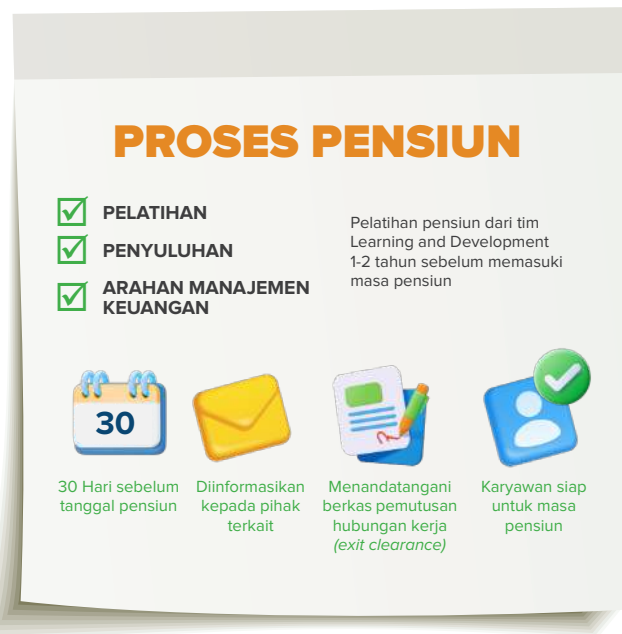 PROSES PENSIUN
PELATIHAN
PENYULUHAN
ARAHAN MANAJEMEN
KEUANGAN
Pelatihan pensiun dari tim
Learning and Development
1-2 tahun sebelum memasuki
masa pensiun
30
30 Hari sebelum
tanggal pensiun
Diinformasikan
kepada pihak
terkait
Menandatangani
berkas pemutusan
hubungan kerja
(exit clearance)
Karyawan siap
untuk masa
pensiun